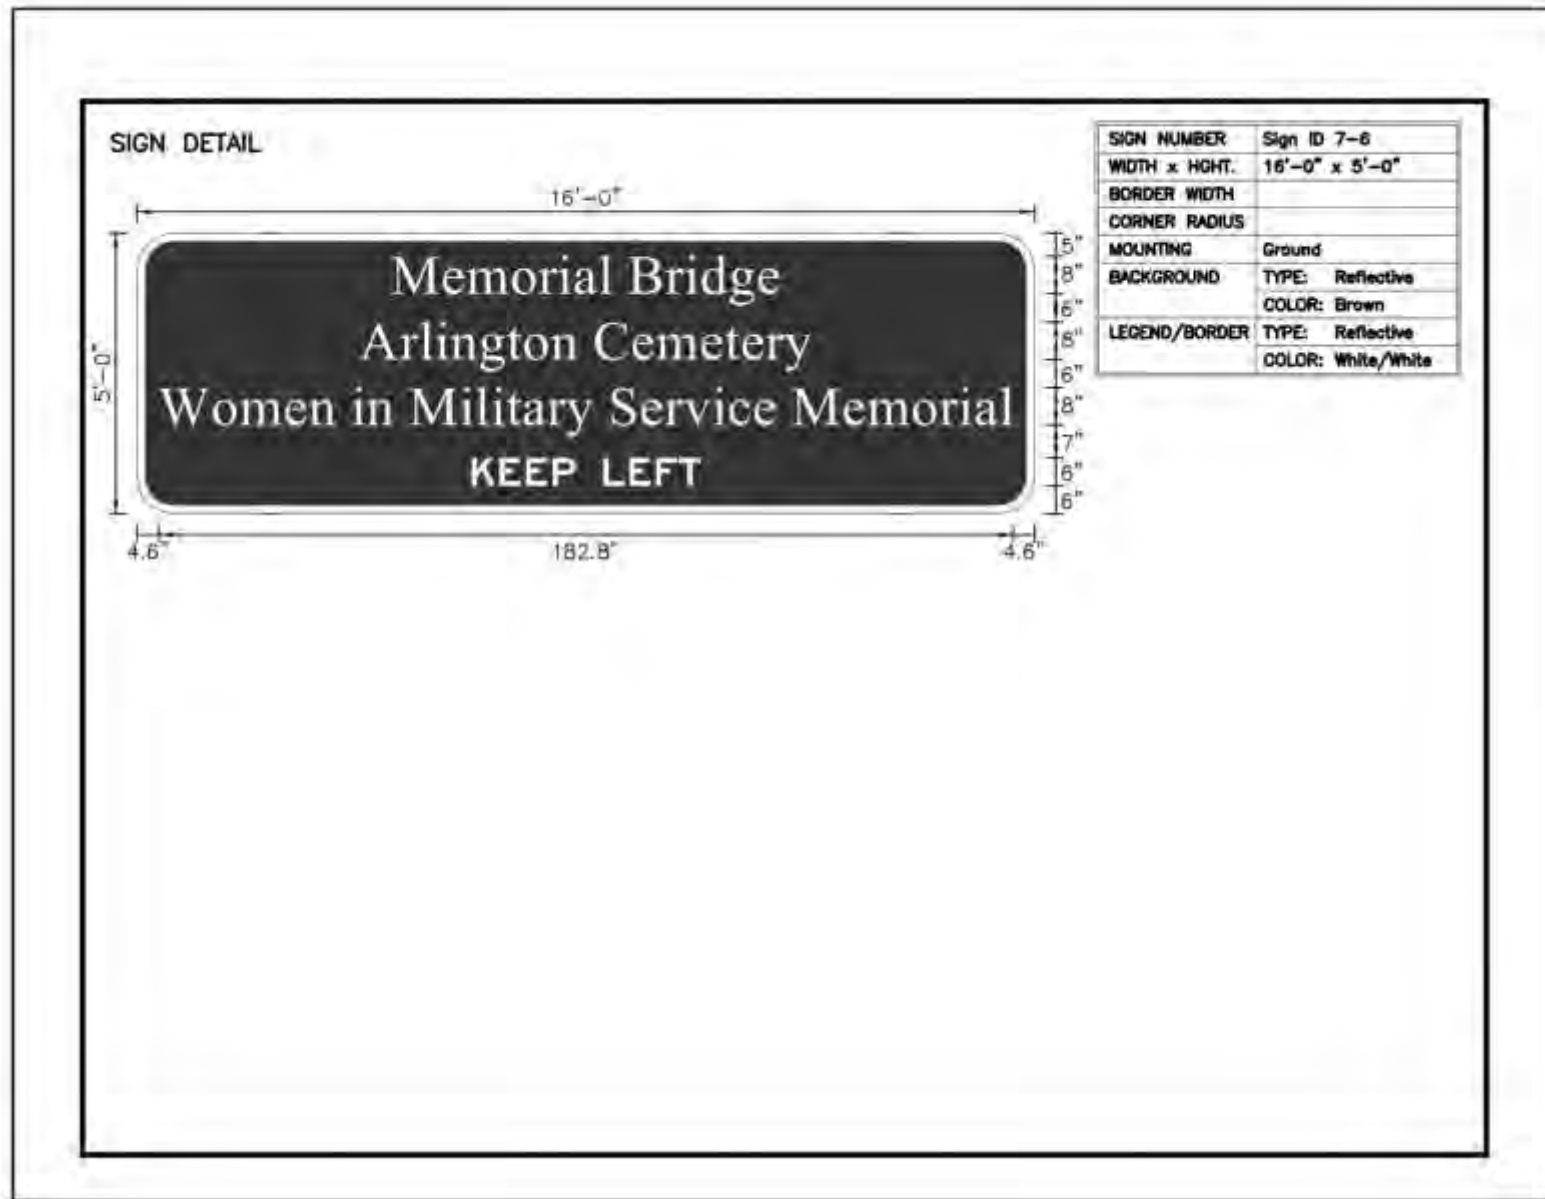 SIGN DETAIL
SIGN NUMBER Sign ID 7-6
WIDTH x HGHT. 16'-0" x 5'-0"
BORDER WIDTH
CORNER RADIUS
MOUNTING Ground
BACKGROUND TYPE: Reflective
COLOR: Brown
LEGEND/BORDER TYPE: Reflective
COLOR: White/White
16'-0"
5'-0"
Memorial Bridge
Arlington Cemetery
Women in Military Service Memorial
KEEP LEFT
5"
8"
6"
8"
6"
8"
7"
6"
6"
4.6"
182.8"
4.6"